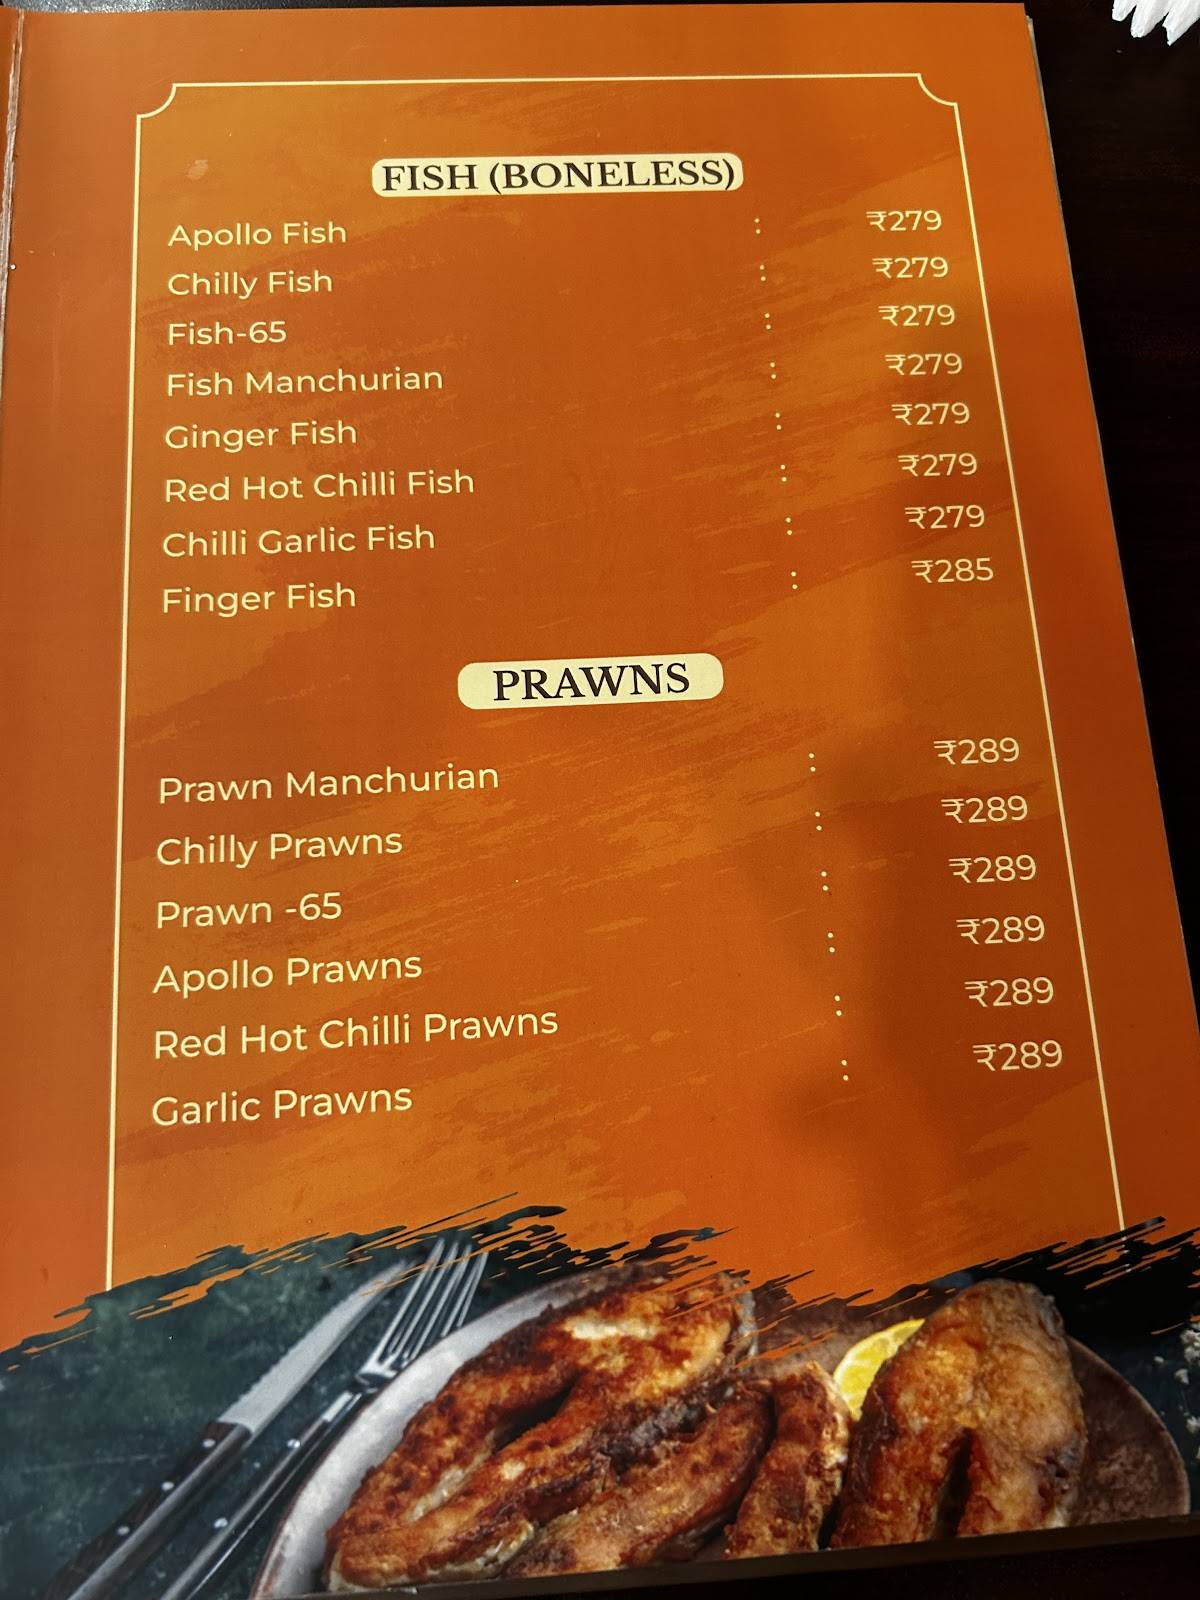 FISH (BONELESS)
Apollo Fish : ₹279
Chilly Fish : ₹279
Fish-65 : ₹279
Fish Manchurian : ₹279
Ginger Fish : ₹279
Red Hot Chilli Fish : ₹279
Chilli Garlic Fish : ₹279
Finger Fish : ₹285
PRAWNS
Prawn Manchurian : ₹289
Chilly Prawns : ₹289
Prawn -65 : ₹289
Apollo Prawns : ₹289
Red Hot Chilli Prawns : ₹289
Garlic Prawns : ₹289